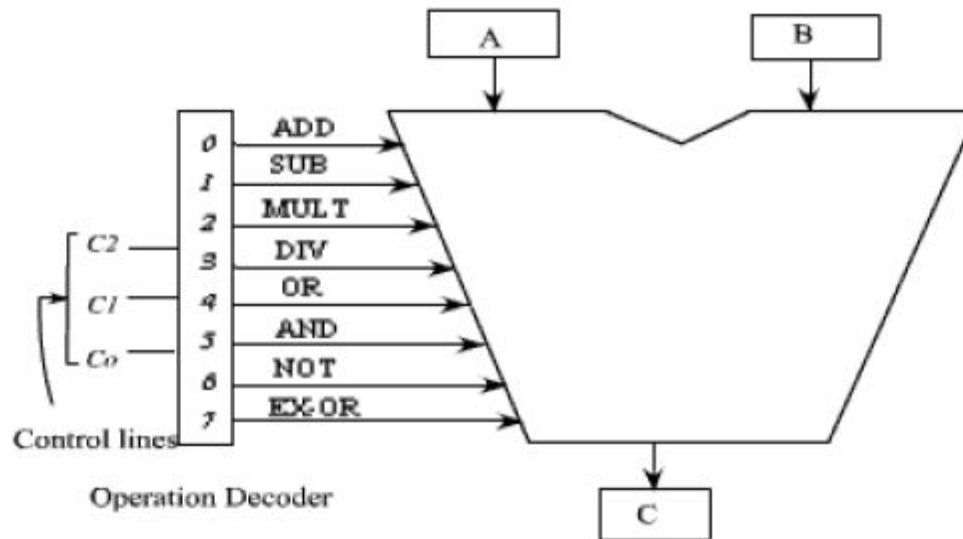 A
B
0 ADD
1 SUB
2 MULT
C2
3 DIV
C1
4 OR
5 AND
Co
6 NOT
7 EX-OR
Control lines
Operation Decoder
C